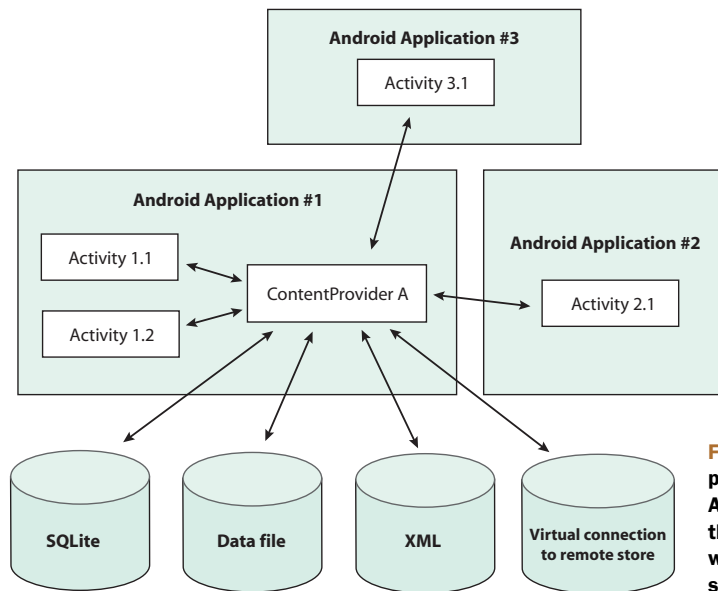 Android Application #3
Activity 3.1
Android Application #1
Activity 1.1
Activity 1.2
ContentProvider A
Android Application #2
Activity 2.1
SQLite
Data file
XML
Virtual connection
to remote store
F
p
A
th
w
s